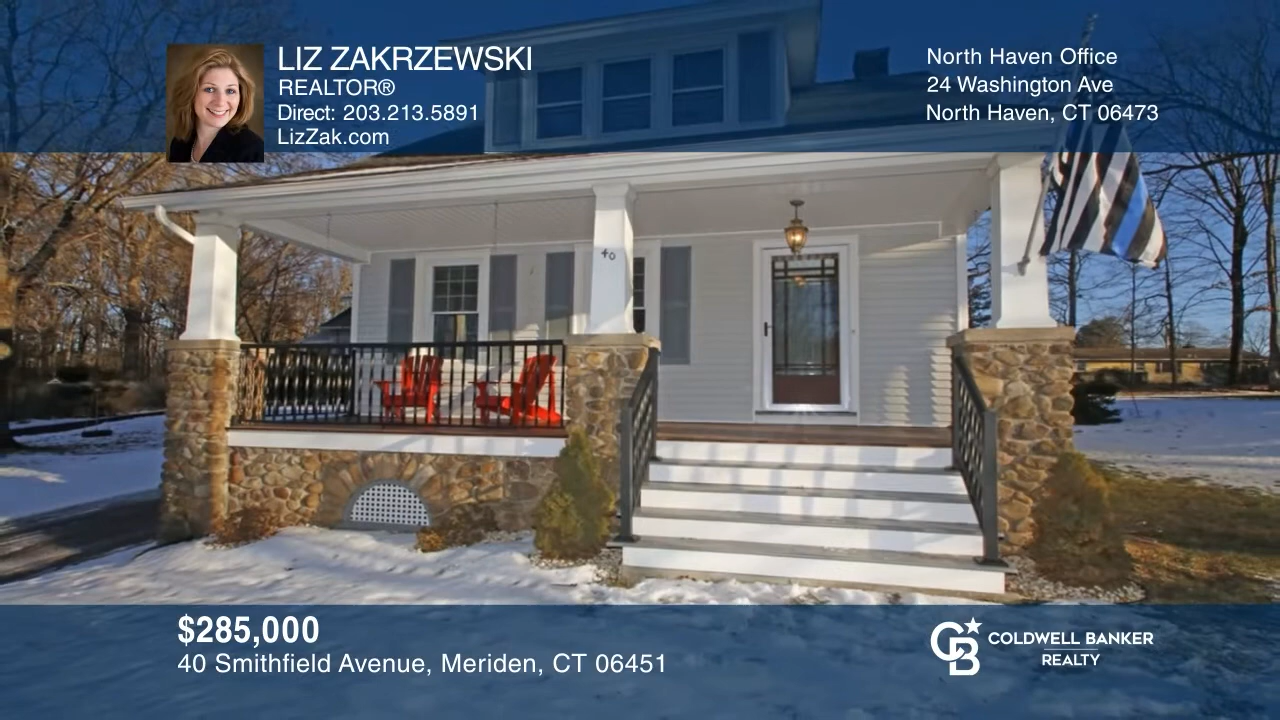 LIZ ZAKRZEWSKI
REALTOR®
Direct: 203.213.5891
LizZak.com
North Haven Office
24 Washington Ave
North Haven, CT 06473
40
$285,000
40 Smithfield Avenue, Meriden, CT 06451
CB
COLDWELL BANKER
REALTY